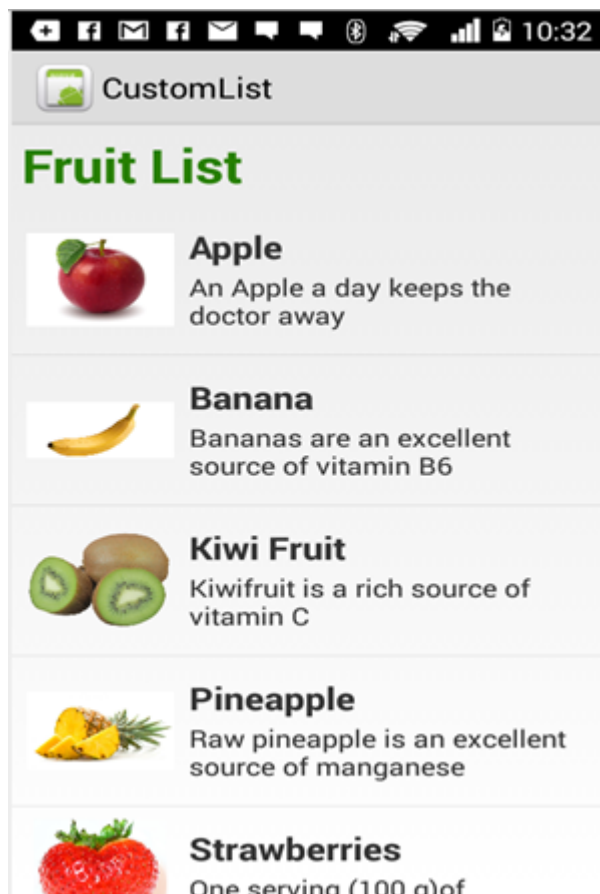 10:32
CustomList
Fruit List
Apple
An Apple a day keeps the
doctor away
Banana
Bananas are an excellent
source of vitamin B6
Kiwi Fruit
Kiwifruit is a rich source of
vitamin C
Pineapple
Raw pineapple is an excellent
source of manganese
Strawberries
One serving (100 g)of